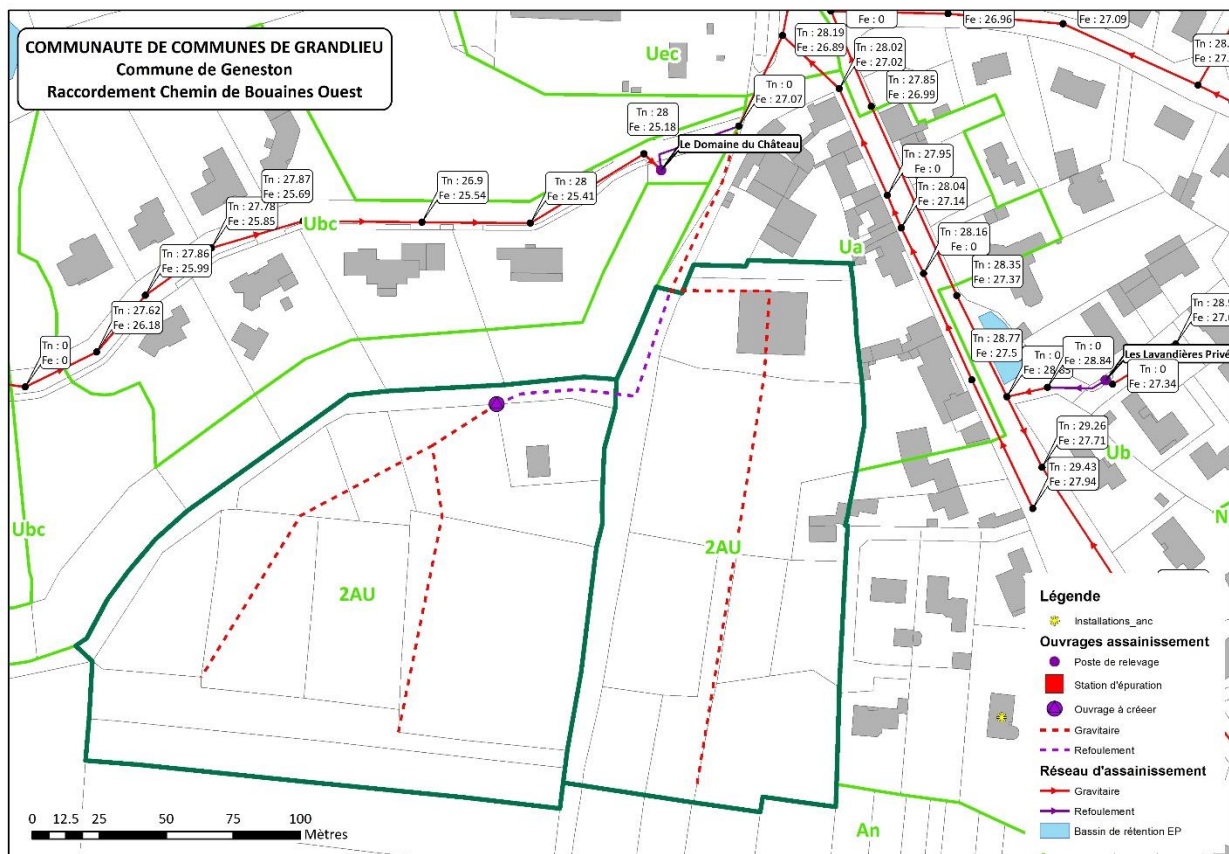 COMMUNAUTE DE COMMUNES DE GRANDLIEU
Commune de Geneston
Raccordement Chemin de Bouaines Ouest
Uec
Fe : 0
Fe : 26.96
Fe : 27.09
Tn : 28.19
Fe : 26.89
Tn : 28.02
Fe : 27.02
Tn : 0
Fe : 27.07
Tn : 27.85
Fe : 26.99
Tn : 28
Fe : 25.18
Le Domaine du Château
Tn : 27.87
Fe : 25.69
Tn : 27.78
Fe : 25.85
Tn : 26.9
Fe : 25.54
Tn : 28
Fe : 25.41
Ubc
Tn : 27.95
Fe : 0
Tn : 28.04
Fe : 27.14
Ua
Tn : 28.16
Fe : 0
Tn : 27.86
Fe : 25.99
Tn : 28.35
Fe : 27.37
Tn : 27.62
Fe : 26.18
Tn : 0
Fe : 0
Tn : 28.77
Fe : 27.5
Tn : 0
Fe : 28.84
Les Lavandières
Tn : 0
Fe : 27.34
Tn : 29.26
Fe : 27.71
Tn : 29.43
Fe : 27.94
Ub
N
Ubc
2AU
2AU
An
Légende
Installations_anc
Ouvrages assainissement
Poste de relevage
Station d'épuration
Ouvrage à créeer
Gravitaire
Refoulement
Réseau d'assainissement
Gravitaire
Refoulement
Bassin de rétention EP
0 12.5 25 50 75 100
Mètres